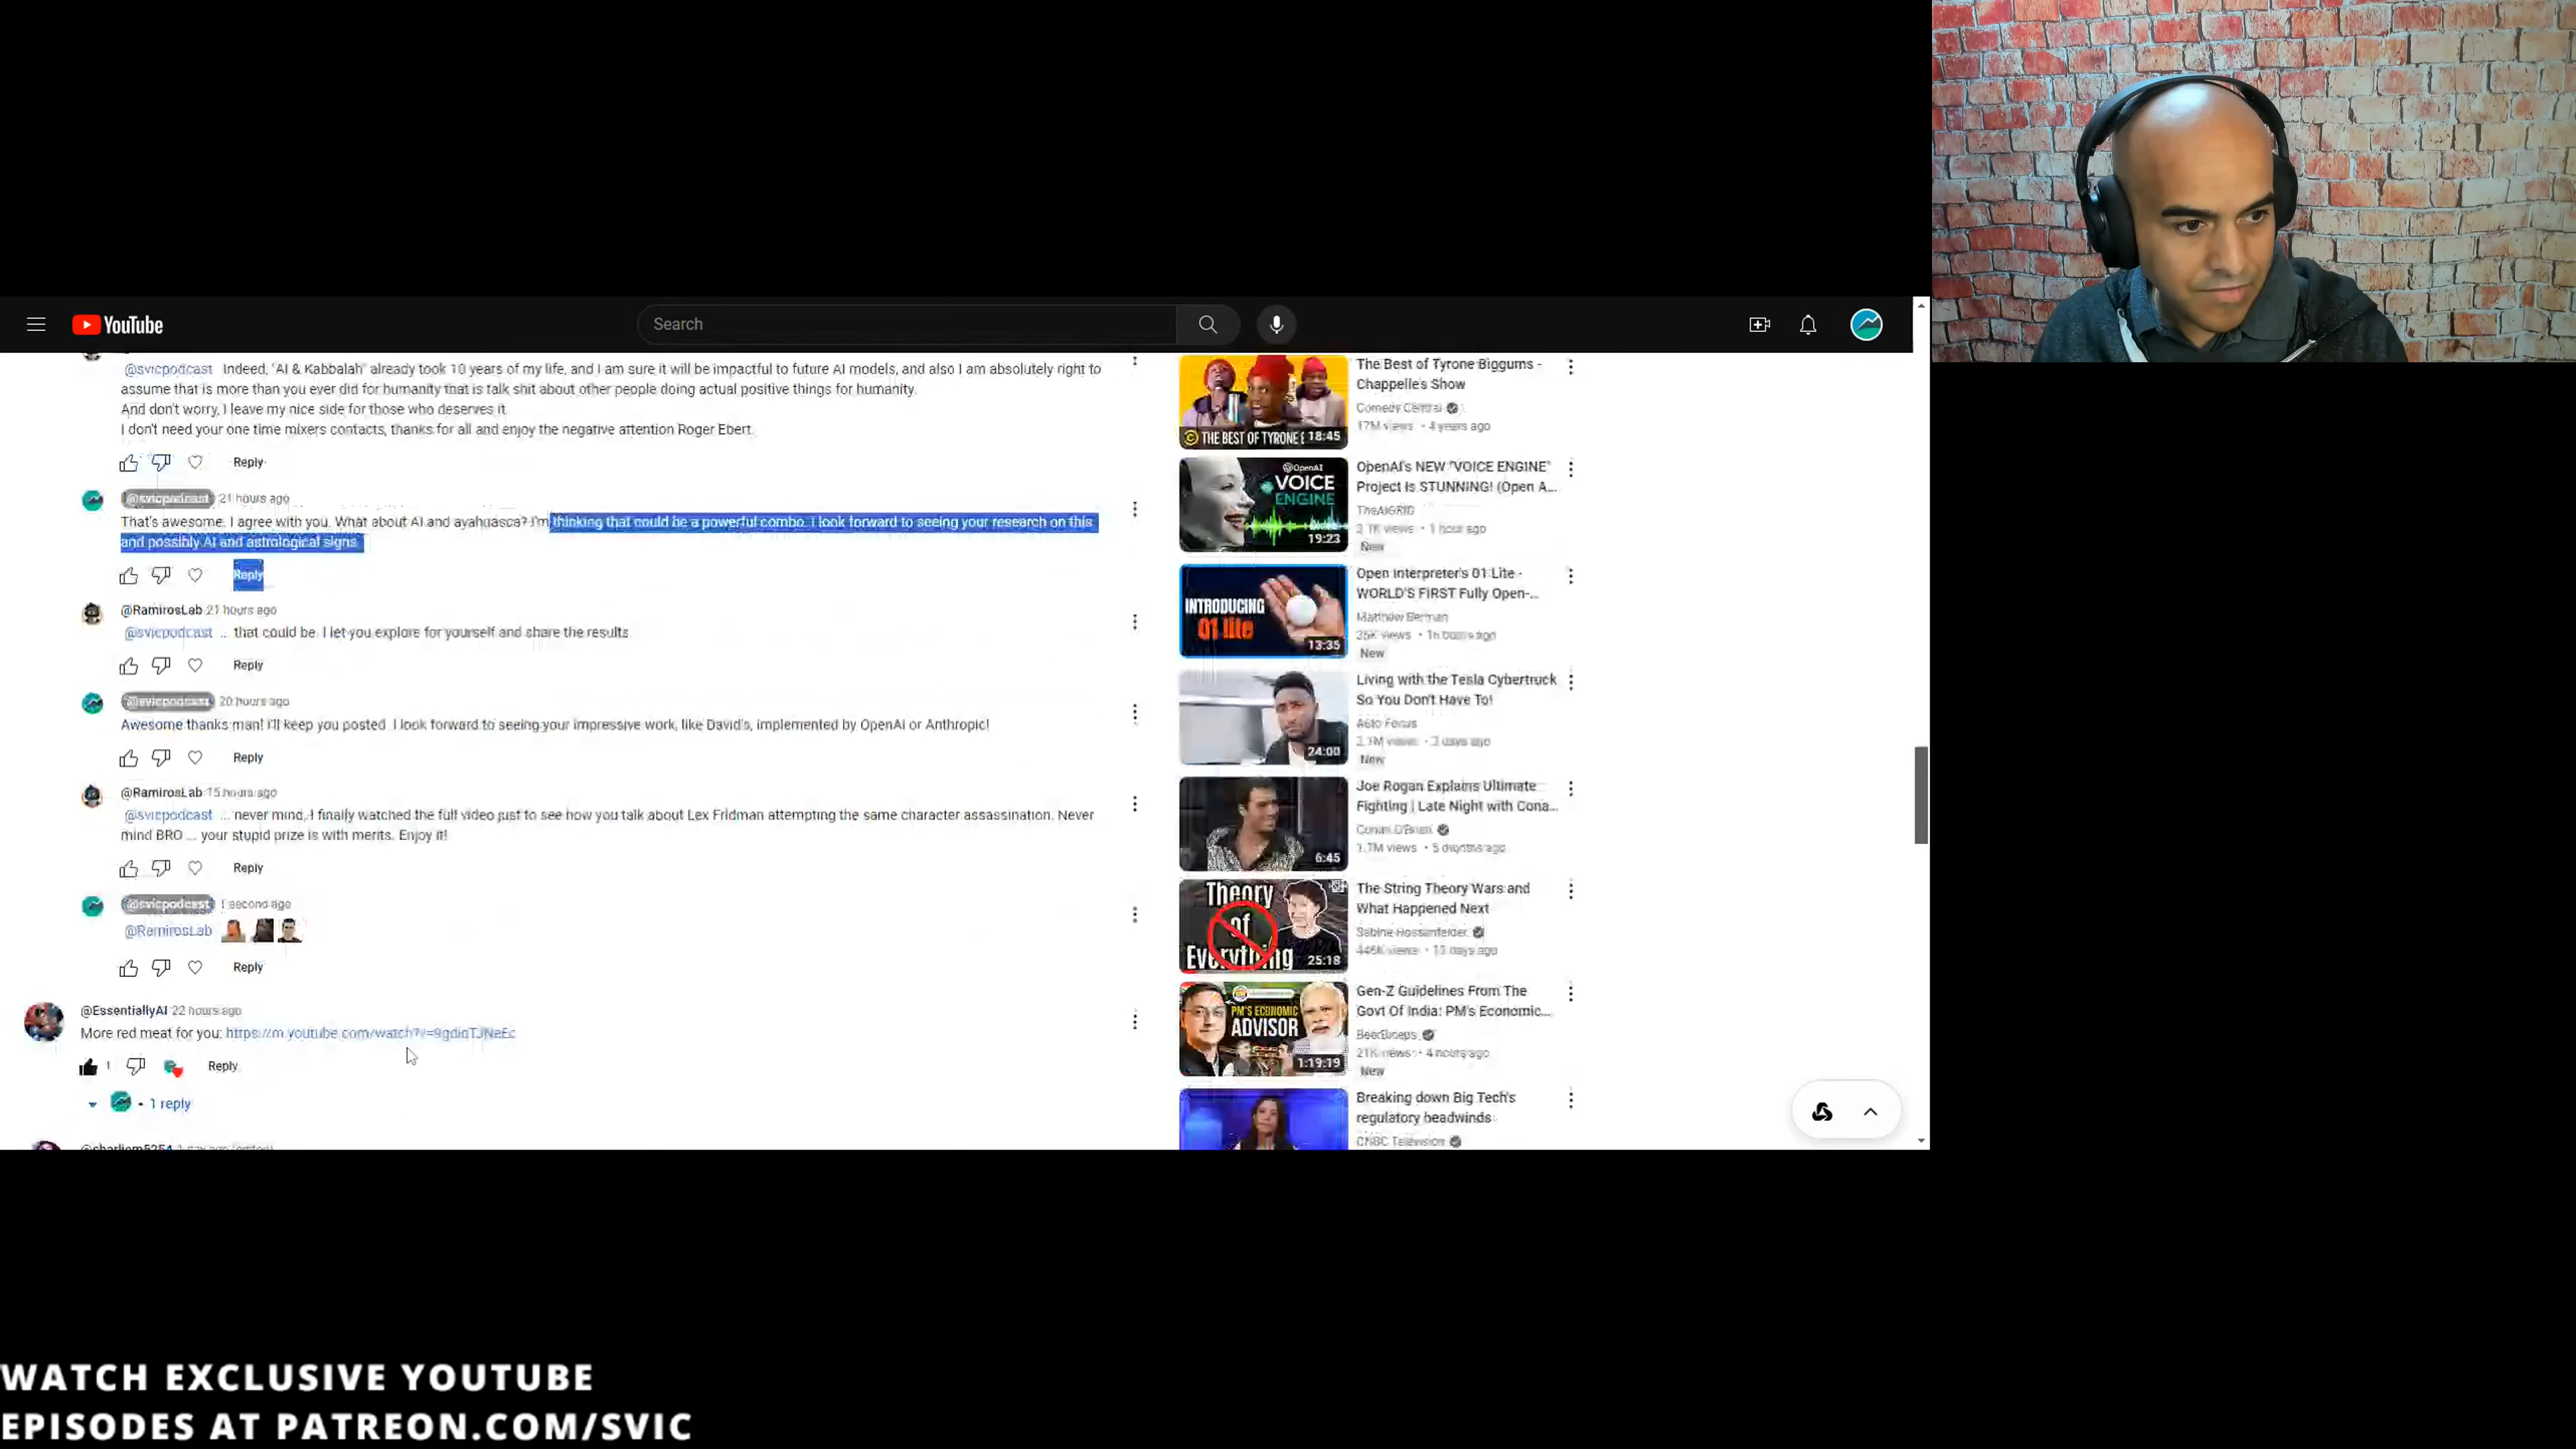 YouTube
Search
@svicpodcast Indeed, "AI & Kabbalah" already took 10 years of my life, and I am sure it will be impactful to future AI models, and also I am absolutely right to
assume that is more than you ever did for humanity that is talk shit about other people doing actual positive things for humanity.
And don't worry, I leave my nice side for those who deserves it.
I don't need your one time mixers contacts, thanks for all and enjoy the negative attention Roger Ebert.
Reply
@svicpodcast 21 hours ago
That's awesome. I agree with you. What about AI and ayahuasca? I'm thinking that could be a powerful combo. I look forward to seeing your research on this
and possibly AI and astrological signs.
Reply
@RamirosLab 21 hours ago
@svicpodcast ... that could be. I let you explore for yourself and share the results
Reply
@svicpodcast 20 hours ago
Awesome thanks man! I'll keep you posted. I look forward to seeing your impressive work, like David's, implemented by OpenAi or Anthropic!
Reply
@RamirosLab 15 hours ago
@svicpodcast ... never mind, I finally watched the full video just to see how you talk about Lex Fridman attempting the same character assassination. Never
mind BRO ... your stupid prize is with merits. Enjoy it!
Reply
@svicpodcast 1 second ago
@RamirosLab
Reply
@EssentiallyAI 22 hours ago
More red meat for you:
1 Reply
1 reply
THE BEST OF TYRONE 18:45
The Best of Tyrone Biggums -
Chappelle's Show
Comedy Central
17M views • 4 years ago
OpenAI
VOICE
ENGINE
19:23
OpenAI's NEW "VOICE ENGINE"
Project Is STUNNING! (Open A...
TheAIGRID
1 hour ago
New
INTRODUCING
01 lite
13:35
Open Interpreter's 01 Lite -
WORLD'S FIRST Fully Open-...
Matthew Berman
New
24:00
Living with the Tesla Cybertruck
So You Don't Have To!
Auto Focus
New
6:45
Joe Rogan Explains Ultimate
Fighting | Late Night with Cona...
Conan O'Brien
1.7M views • 5 months ago
Theory
of
Everything
25:18
The String Theory Wars and
What Happened Next
Sabine Hossenfelder
PM'S ECONOMIC
ADVISOR
1:19:19
Gen-Z Guidelines From The
Govt Of India: PM's Economic...
BeerBiceps
21K views • 4 hours ago
New
Breaking down Big Tech's
regulatory headwinds
CNBC Television
WATCH EXCLUSIVE YOUTUBE
EPISODES AT PATREON.COM/SVIC